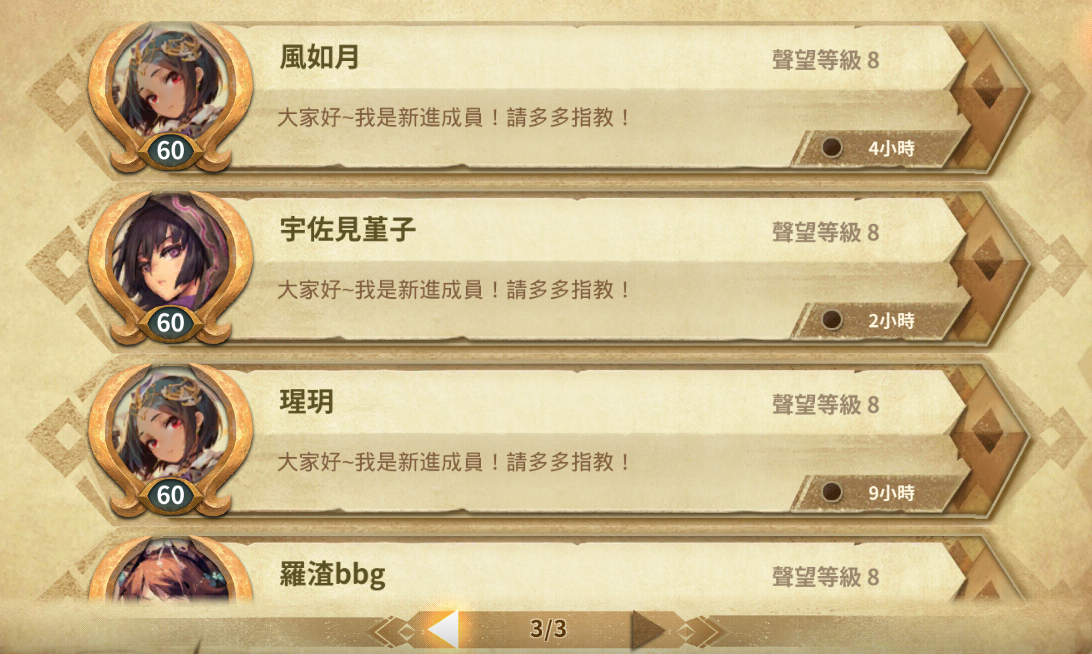 風如月
聲望等級 8
大家好~我是新進成員！請多多指教！
60
4小時
宇佐見菫子
聲望等級 8
大家好~我是新進成員！請多多指教！
60
2小時
瑆玥
聲望等級 8
大家好~我是新進成員！請多多指教！
60
9小時
羅渣bbg
聲望等級 8
3/3